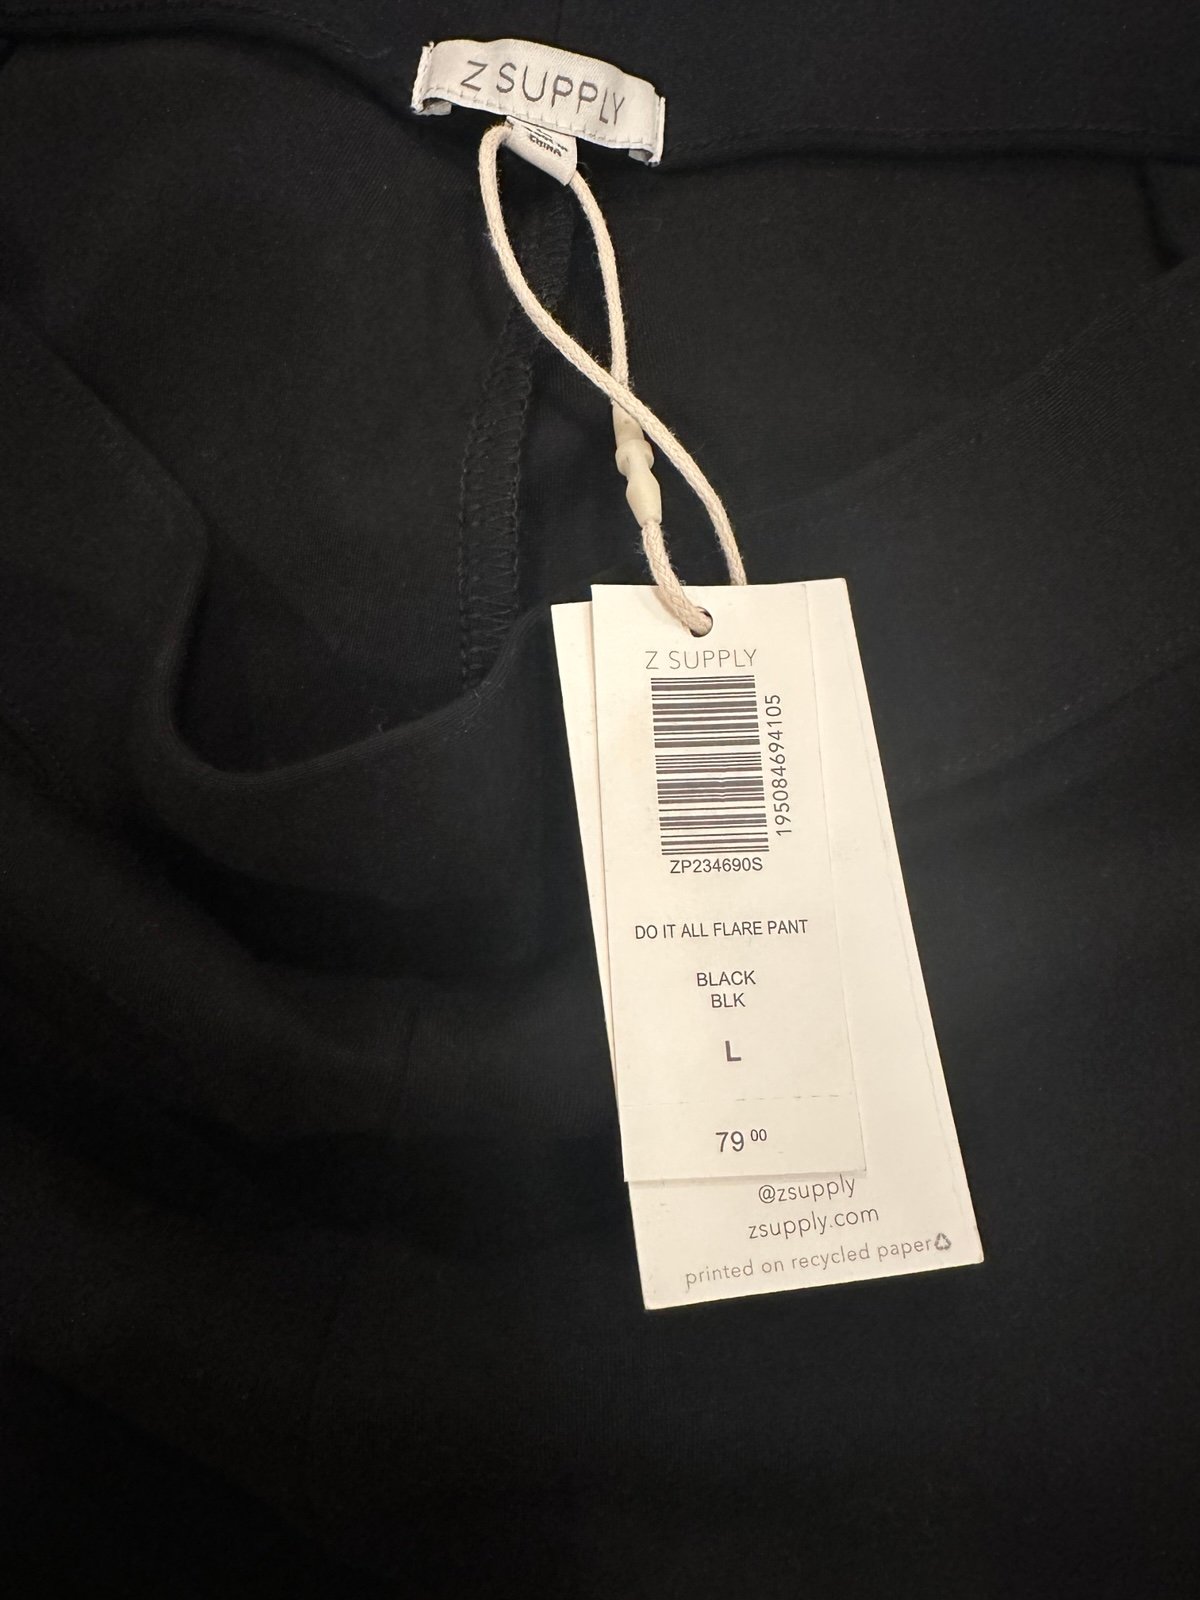 Z SUPPLY
CHINA
Z SUPPLY
195084694105
ZP234690S
DO IT ALL FLARE PANT
BLACK
BLK
L
79 00
@zsupply
zsupply.com
printed on recycled paper